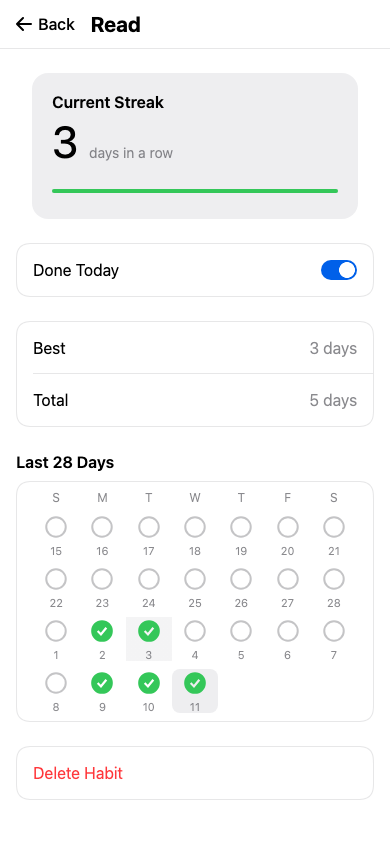 Back Read
Current Streak
3 days in a row
Done Today
Best 3 days
Total 5 days
Last 28 Days
S M T W T F S
15 16 17 18 19 20 21
22 23 24 25 26 27 28
1 2 3 4 5 6 7
8 9 10 11
Delete Habit